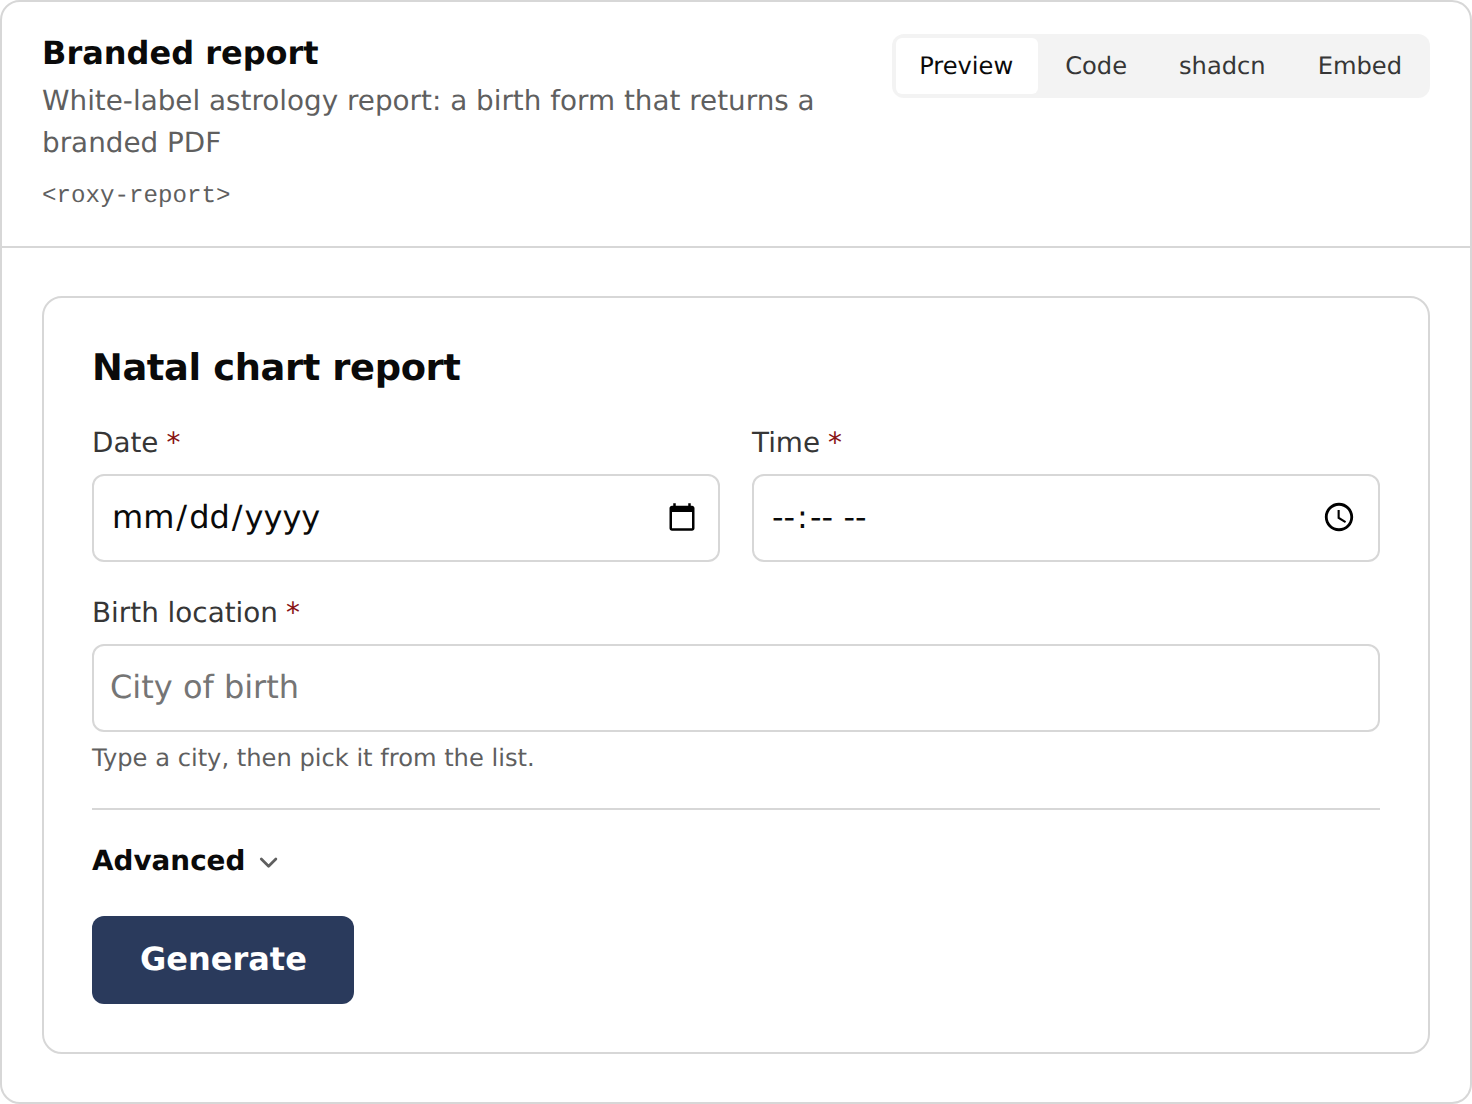 Branded report
White-label astrology report: a birth form that returns a
branded PDF
<roxy-report>
Preview
Code
shadcn
Embed
Natal chart report
Date *
Time *
mm/dd/yyyy
--:-- --
Birth location *
City of birth
Type a city, then pick it from the list.
Advanced
Generate